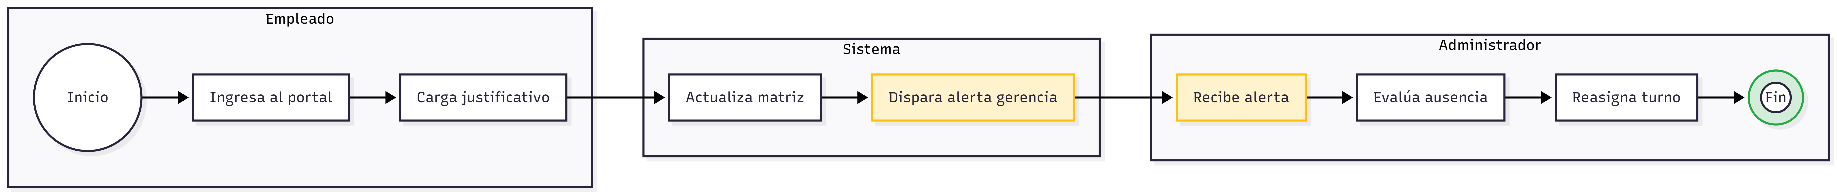 Empleado
Inicio
Ingresa al portal
Carga justificativo
Sistema
Actualiza matriz
Dispara alerta gerencia
Administrador
Recibe alerta
Evalúa ausencia
Reasigna turno
Fin